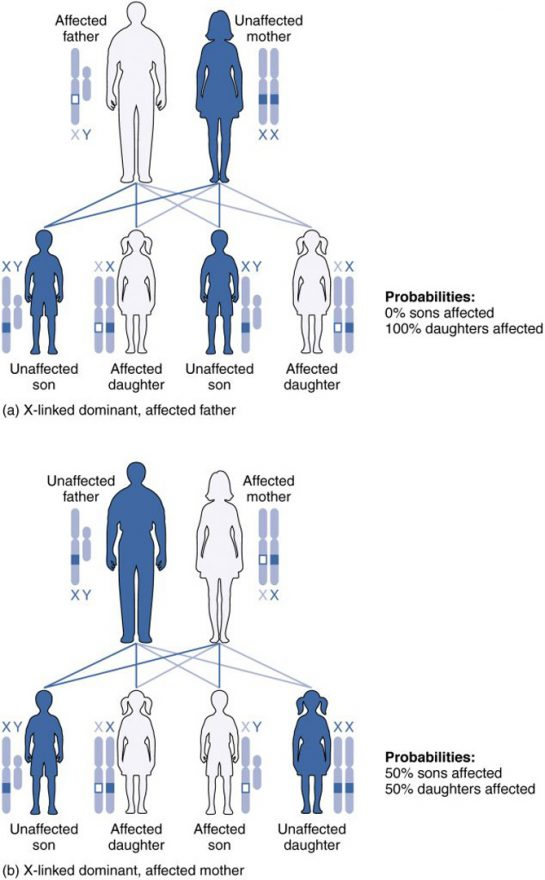 Affected
father
Unaffected
mother
X Y
X X
X Y
X X
X Y
X X
Unaffected
son
Affected
daughter
Unaffected
son
Affected
daughter
Probabilities:
0% sons affected
100% daughters affected
(a) X-linked dominant, affected father
Unaffected
father
Affected
mother
X Y
X X
X Y
X X
X Y
X X
Unaffected
son
Affected
daughter
Affected
son
Unaffected
daughter
Probabilities:
50% sons affected
50% daughters affected
(b) X-linked dominant, affected mother